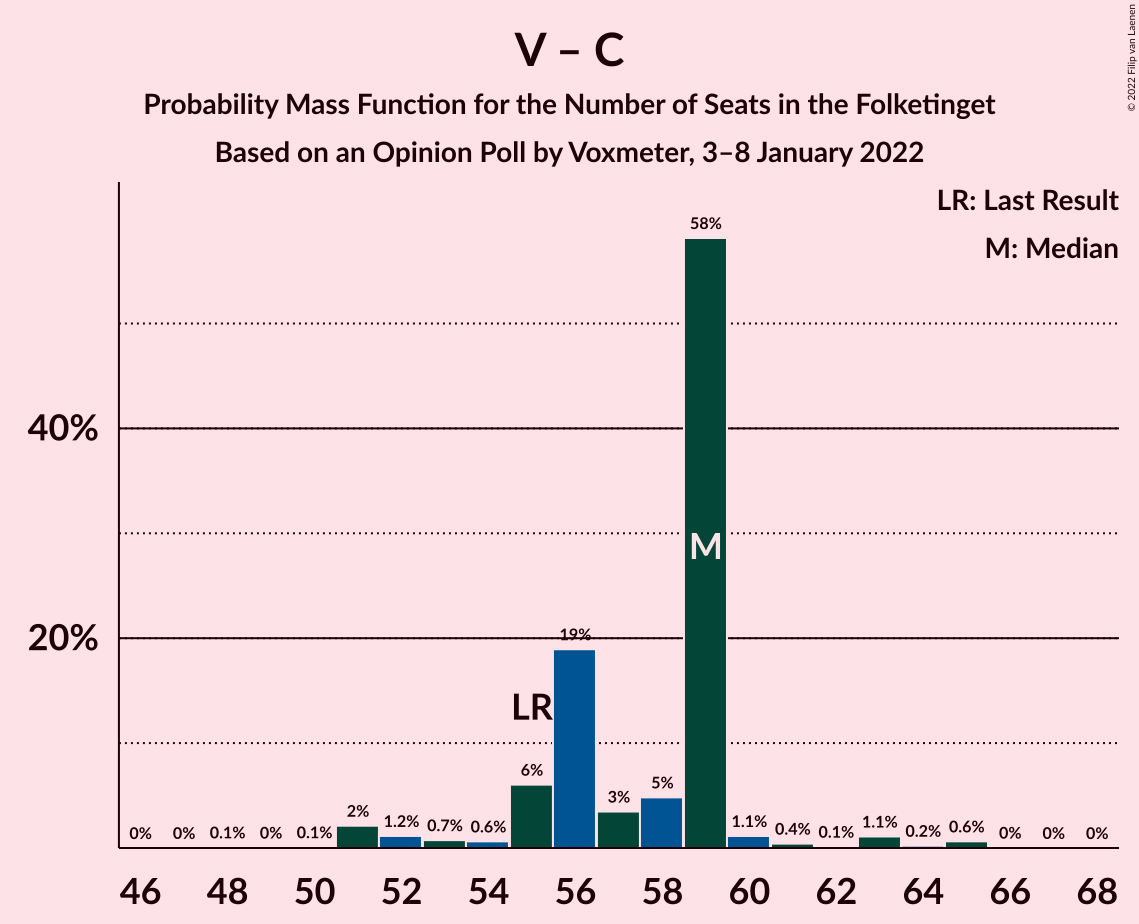 V – C
Probability Mass Function for the Number of Seats in the Folketinget
Based on an Opinion Poll by Voxmeter, 3–8 January 2022
© 2022 Filip van Laenen
LR: Last Result
M: Median
58%
40%
M
20%
19%
LR
6%
5%
3%
2%
0% 0% 0.1% 0% 0.1% 1.2% 0.7% 0.6% 1.1% 0.4% 0.1% 1.1% 0.2% 0.6% 0% 0% 0%
46 48 50 52 54 56 58 60 62 64 66 68